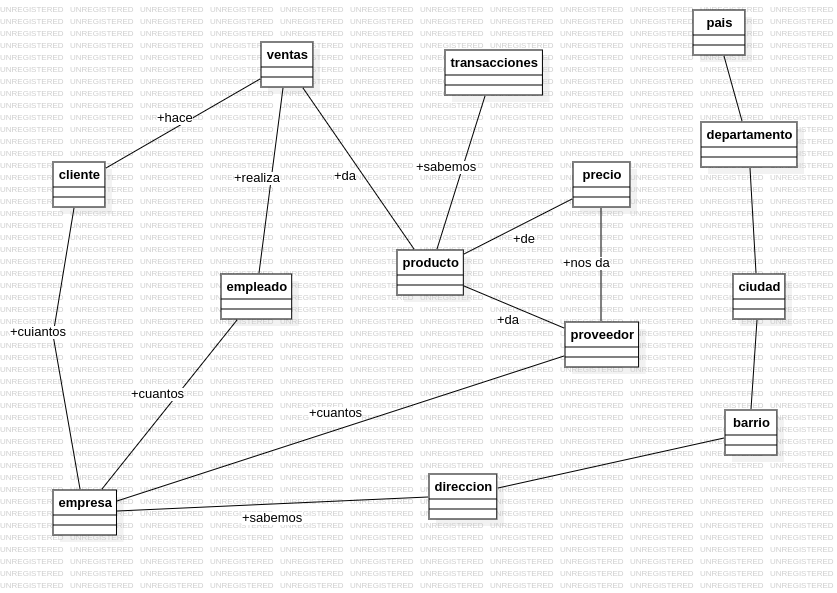 pais
ventas
transacciones
+hace
departamento
cliente
+realiza
+da
+sabemos
precio
+de
producto
+nos da
empleado
ciudad
+cuiantos
+da
proveedor
+cuantos
+cuantos
barrio
direccion
empresa
+sabemos
UNREGISTERED